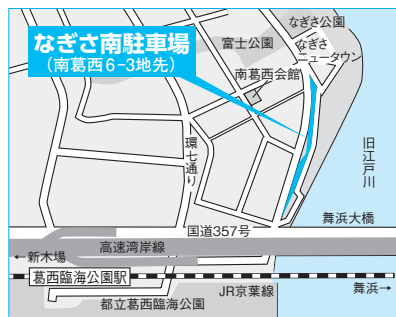 なぎさ公園
なぎさ南駐車場
(南葛西6-3地先)
富士公園
なぎさ
ニュータウン
南葛西会館
環七通り
旧江戸川
舞浜大橋
国道357号
高速湾岸線
←新木場
葛西臨海公園駅
JR京葉線
舞浜→
都立葛西臨海公園